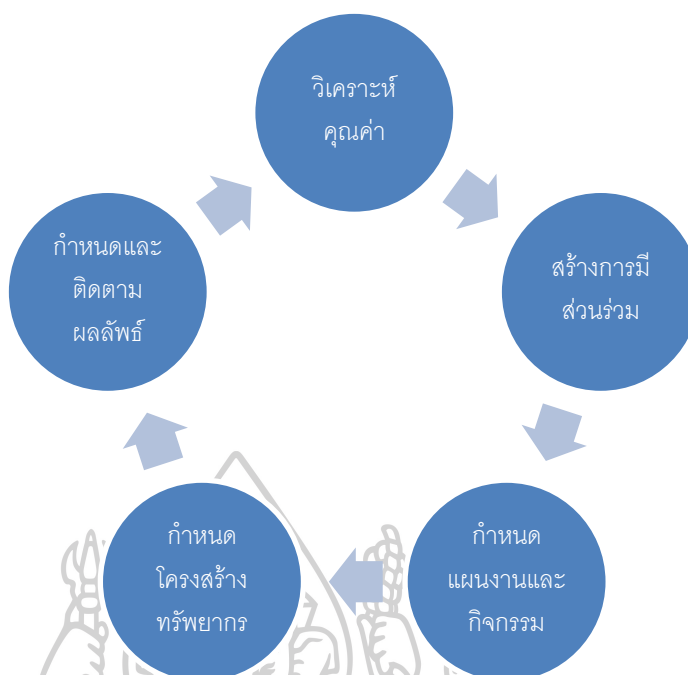 วิเคราะห์
คุณค่า
สร้างการมี
ส่วนร่วม
กำหนด
แผนงานและ
กิจกรรม
กำหนด
โครงสร้าง
ทรัพยากร
กำหนดและ
ติดตาม
ผลลัพธ์